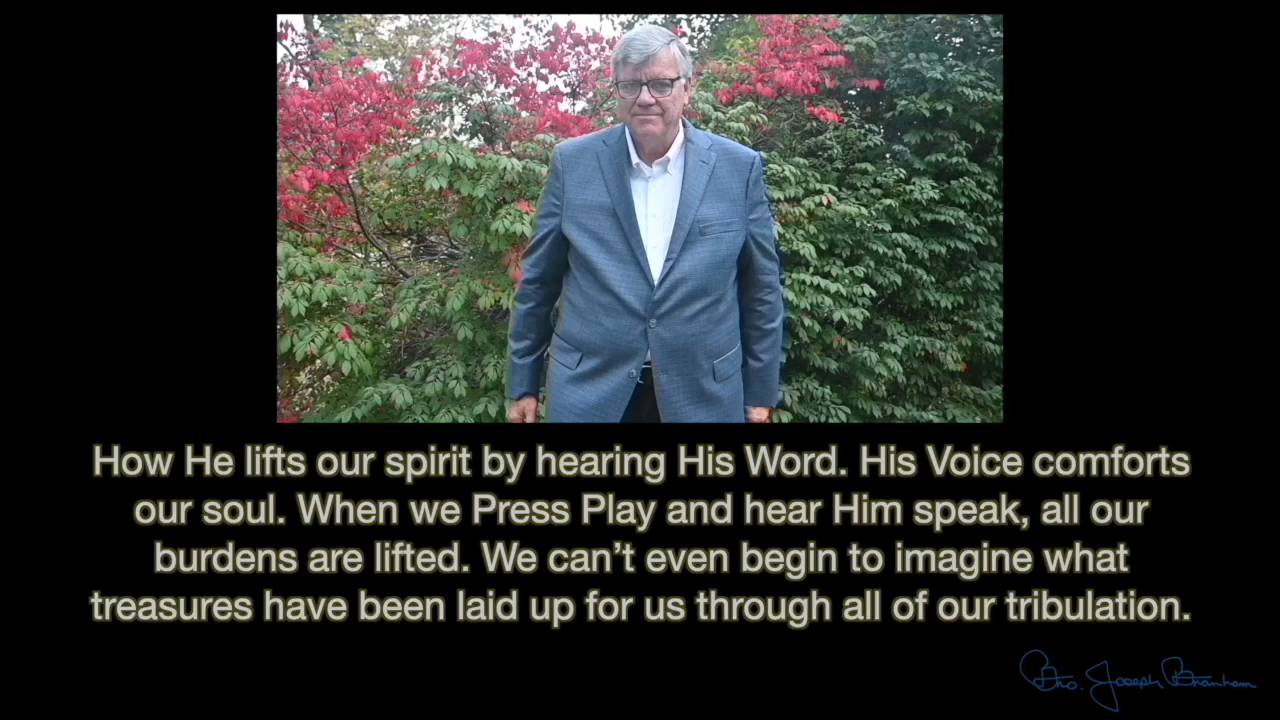 How He lifts our spirit by hearing His Word. His Voice comforts
our soul. When we Press Play and hear Him speak, all our
burdens are lifted. We can’t even begin to imagine what
treasures have been laid up for us through all of our tribulation.
Bro. Joseph Branham